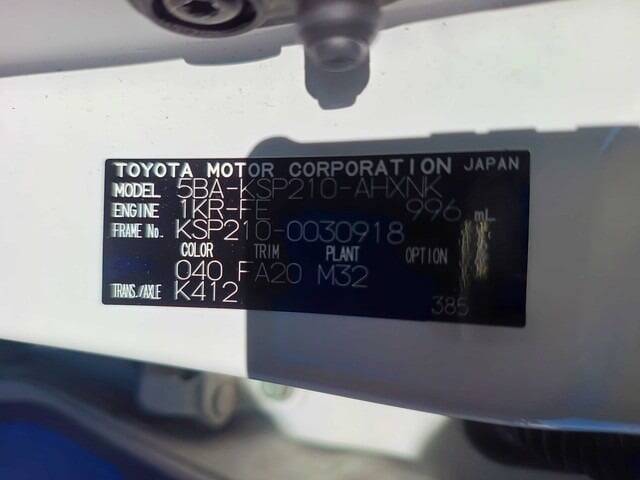 TOYOTA MOTOR CORPORATION JAPAN
MODEL 5BA-KSP210-AHXNK
ENGINE 1KR-FE 996 mL
FRAME No. KSP210-0030918
COLOR TRIM PLANT OPTION
040 FA20 M32
TRANS./AXLE K412
385